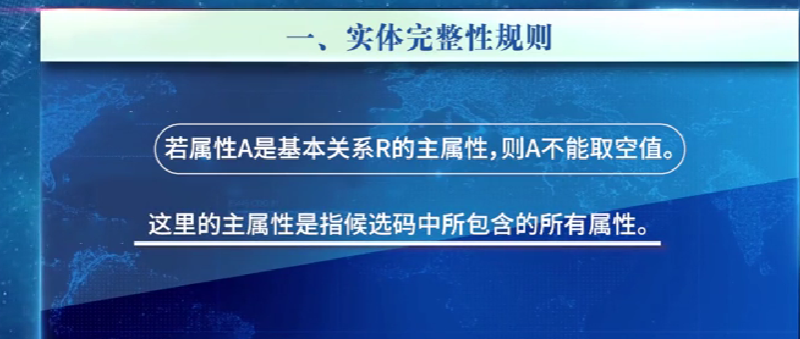 一、实体完整性规则
若属性A是基本关系R的主属性,则A不能取空值。
这里的主属性是指候选码中所包含的所有属性。